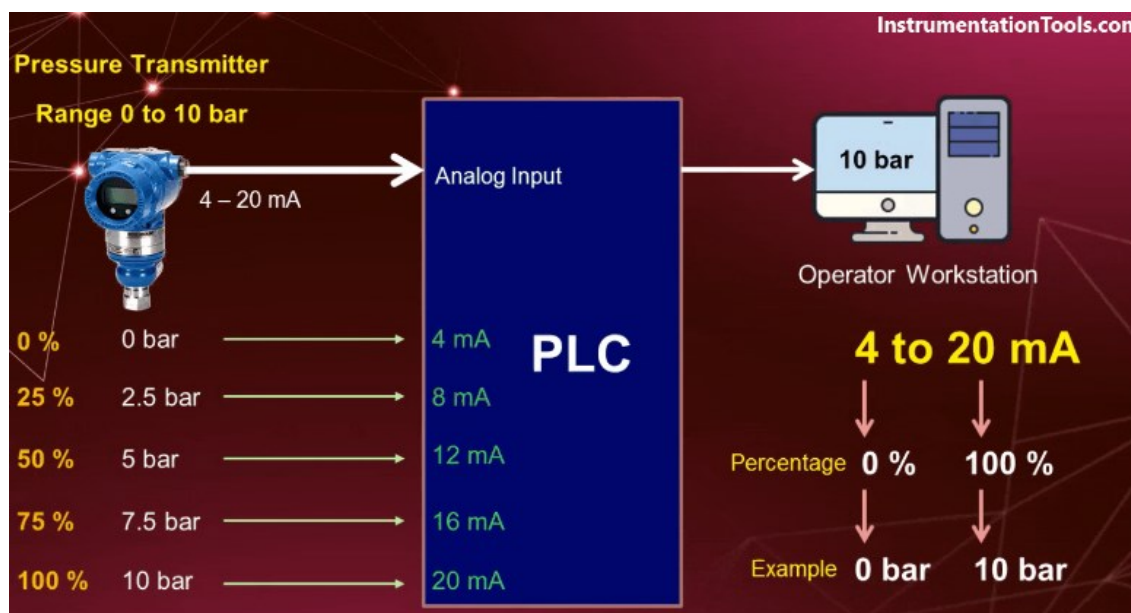 InstrumentationTools.com
Pressure Transmitter
Range 0 to 10 bar
4 – 20 mA
Analog Input
10 bar
Operator Workstation
PLC
0 % 0 bar 4 mA
25 % 2.5 bar 8 mA
50 % 5 bar 12 mA
75 % 7.5 bar 16 mA
100 % 10 bar 20 mA
4 to 20 mA
Percentage 0 % 100 %
Example 0 bar 10 bar